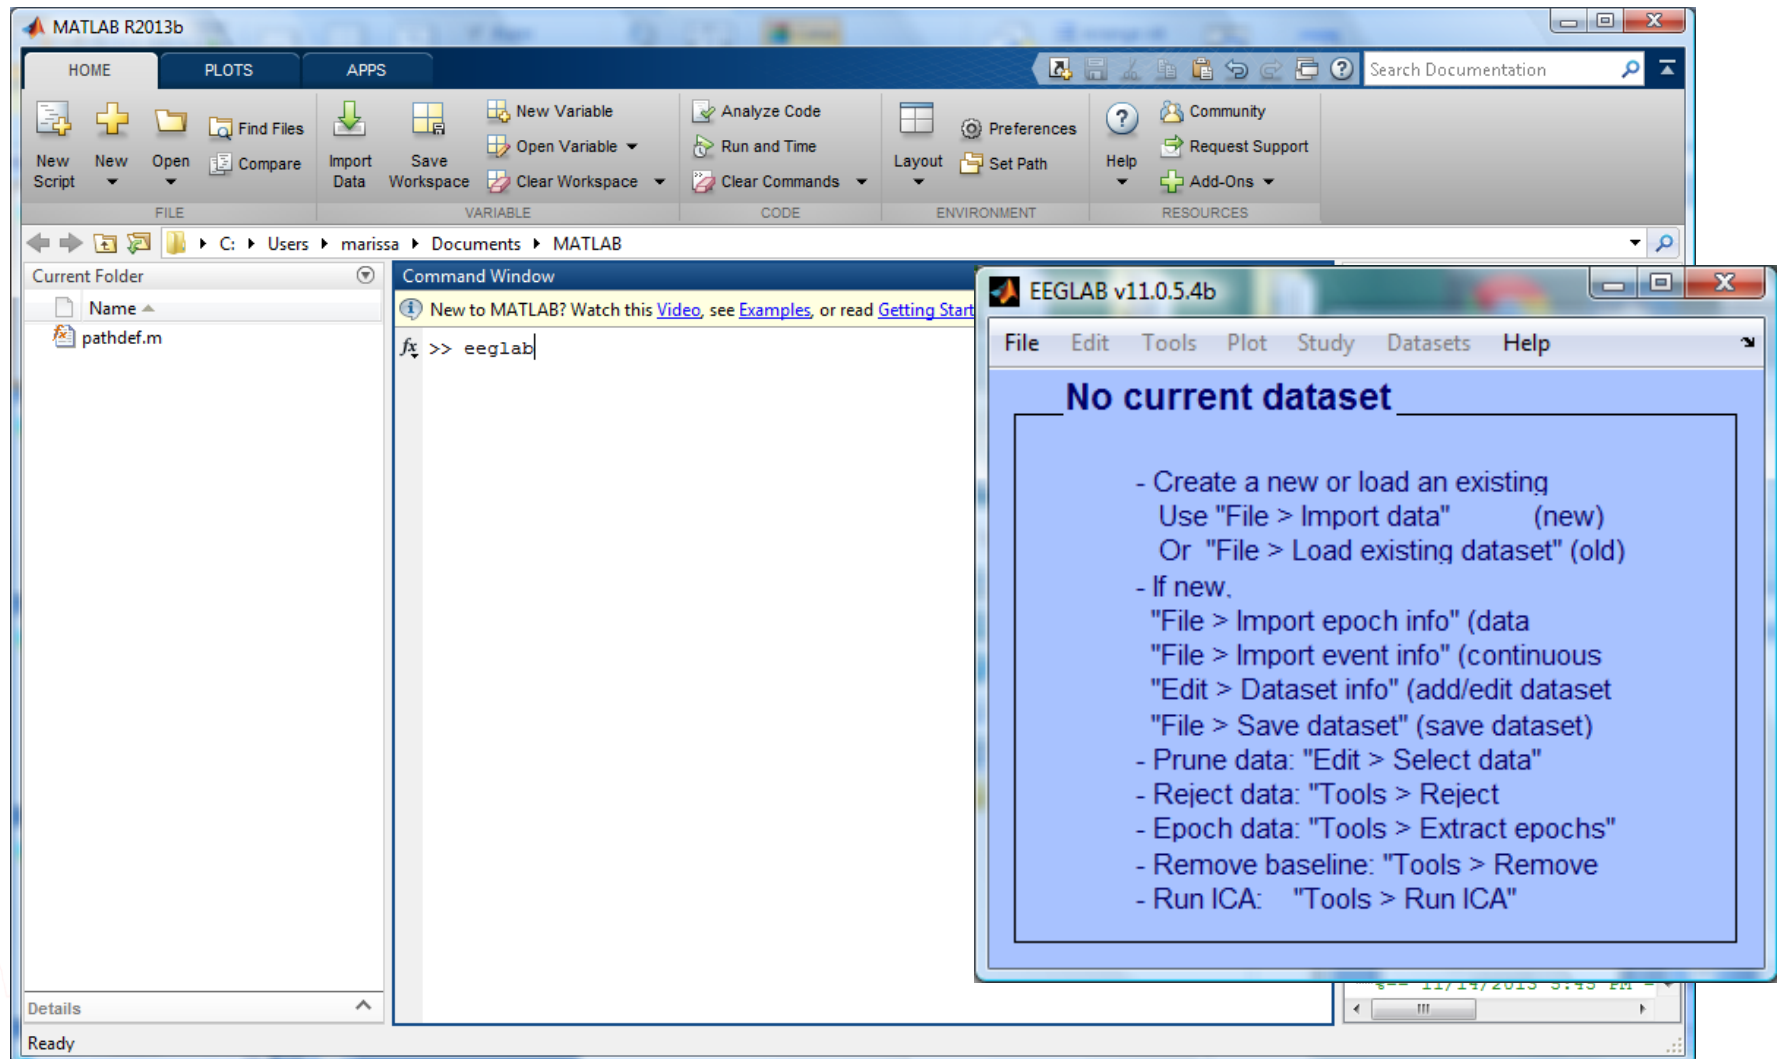 MATLAB R2013b
HOME PLOTS APPS
Search Documentation
New Script
New
Open
Find Files
Compare
Import Data
Save Workspace
New Variable
Open Variable
Clear Workspace
Analyze Code
Run and Time
Clear Commands
Layout
Preferences
Set Path
Help
Community
Request Support
Add-Ons
FILE VARIABLE CODE ENVIRONMENT RESOURCES
C: Users marissa Documents MATLAB
Current Folder
Name
pathdef.m
Details
Ready
Command Window
New to MATLAB? Watch this Video, see Examples, or read Getting Start
fx >> eeglab
EEGLAB v11.0.5.4b
File Edit Tools Plot Study Datasets Help
No current dataset
- Create a new or load an existing
Use "File > Import data" (new)
Or "File > Load existing dataset" (old)
- If new,
"File > Import epoch info" (data
"File > Import event info" (continuous
"Edit > Dataset info" (add/edit dataset
"File > Save dataset" (save dataset)
- Prune data: "Edit > Select data"
- Reject data: "Tools > Reject
- Epoch data: "Tools > Extract epochs"
- Remove baseline: "Tools > Remove
- Run ICA: "Tools > Run ICA"
%-- 11/14/2013 5:45 PM -